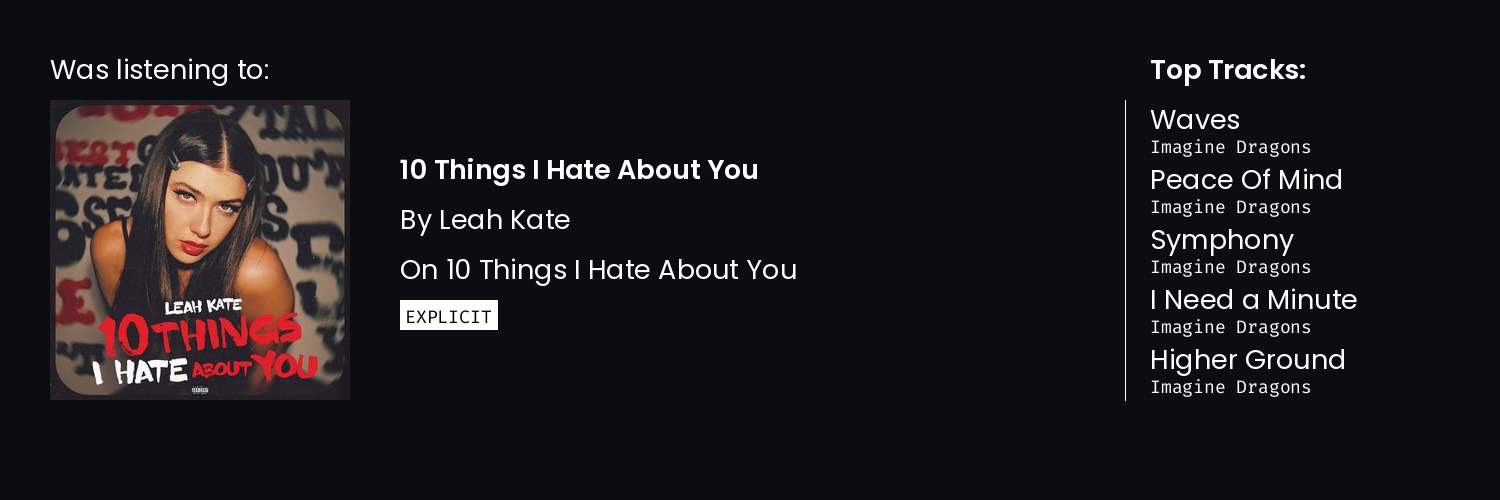 Was listening to:
LEAH KATE
10 THINGS
I HATE ABOUT YOU
10 Things I Hate About You
By Leah Kate
On 10 Things I Hate About You
EXPLICIT
Top Tracks:
Waves
Imagine Dragons
Peace Of Mind
Imagine Dragons
Symphony
Imagine Dragons
I Need a Minute
Imagine Dragons
Higher Ground
Imagine Dragons